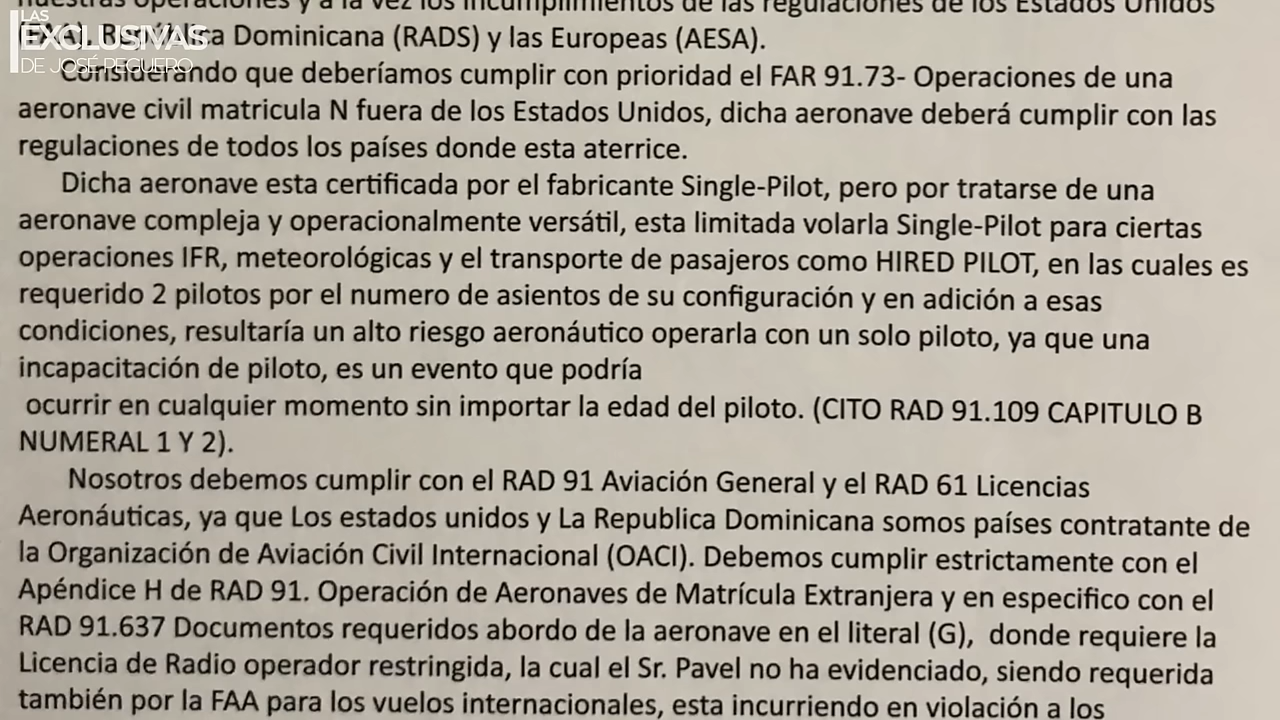 nuestras operaciones y a la vez los incumplimientos de las regulaciones de los Estados Unidos
LAS
EXCLUSIVAS
DE JOSÉ PEGUERO
(FAA), República Dominicana (RADS) y las Europeas (AESA).
Considerando que deberíamos cumplir con prioridad el FAR 91.73- Operaciones de una
aeronave civil matricula N fuera de los Estados Unidos, dicha aeronave deberá cumplir con las
regulaciones de todos los países donde esta aterrice.
Dicha aeronave esta certificada por el fabricante Single-Pilot, pero por tratarse de una
aeronave compleja y operacionalmente versátil, esta limitada volarla Single-Pilot para ciertas
operaciones IFR, meteorológicas y el transporte de pasajeros como HIRED PILOT, en las cuales es
requerido 2 pilotos por el numero de asientos de su configuración y en adición a esas
condiciones, resultaría un alto riesgo aeronáutico operarla con un solo piloto, ya que una
incapacitación de piloto, es un evento que podría
ocurrir en cualquier momento sin importar la edad del piloto. (CITO RAD 91.109 CAPITULO B
NUMERAL 1 Y 2).
Nosotros debemos cumplir con el RAD 91 Aviación General y el RAD 61 Licencias
Aeronáuticas, ya que Los estados unidos y La Republica Dominicana somos países contratante de
la Organización de Aviación Civil Internacional (OACI). Debemos cumplir estrictamente con el
Apéndice H de RAD 91. Operación de Aeronaves de Matrícula Extranjera y en especifico con el
RAD 91.637 Documentos requeridos abordo de la aeronave en el literal (G), donde requiere la
Licencia de Radio operador restringida, la cual el Sr. Pavel no ha evidenciado, siendo requerida
también por la FAA para los vuelos internacionales, esta incurriendo en violación a los